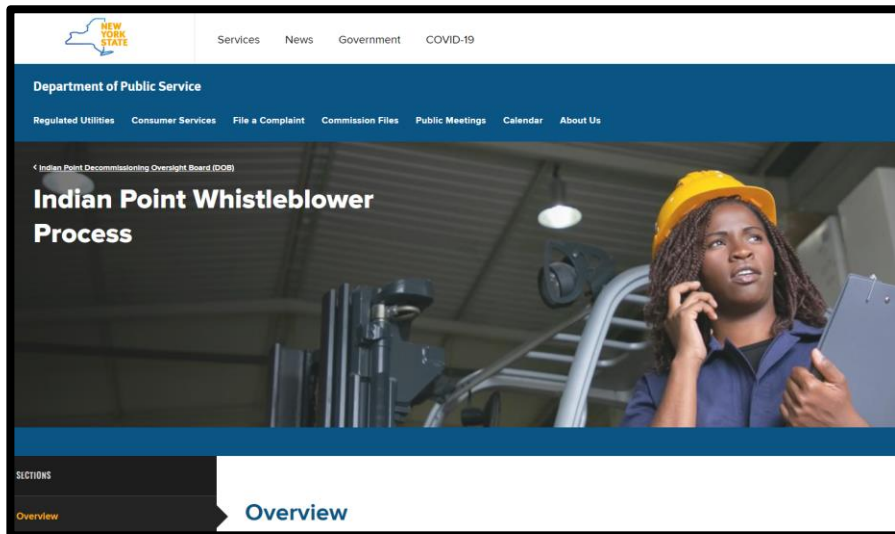 NEW
YORK
STATE
Services News Government COVID-19
Department of Public Service
Regulated Utilities Consumer Services File a Complaint Commission Files Public Meetings Calendar About Us
< Indian Point Decommissioning Oversight Board (DOB)
Indian Point Whistleblower
Process
SECTIONS
Overview
Overview